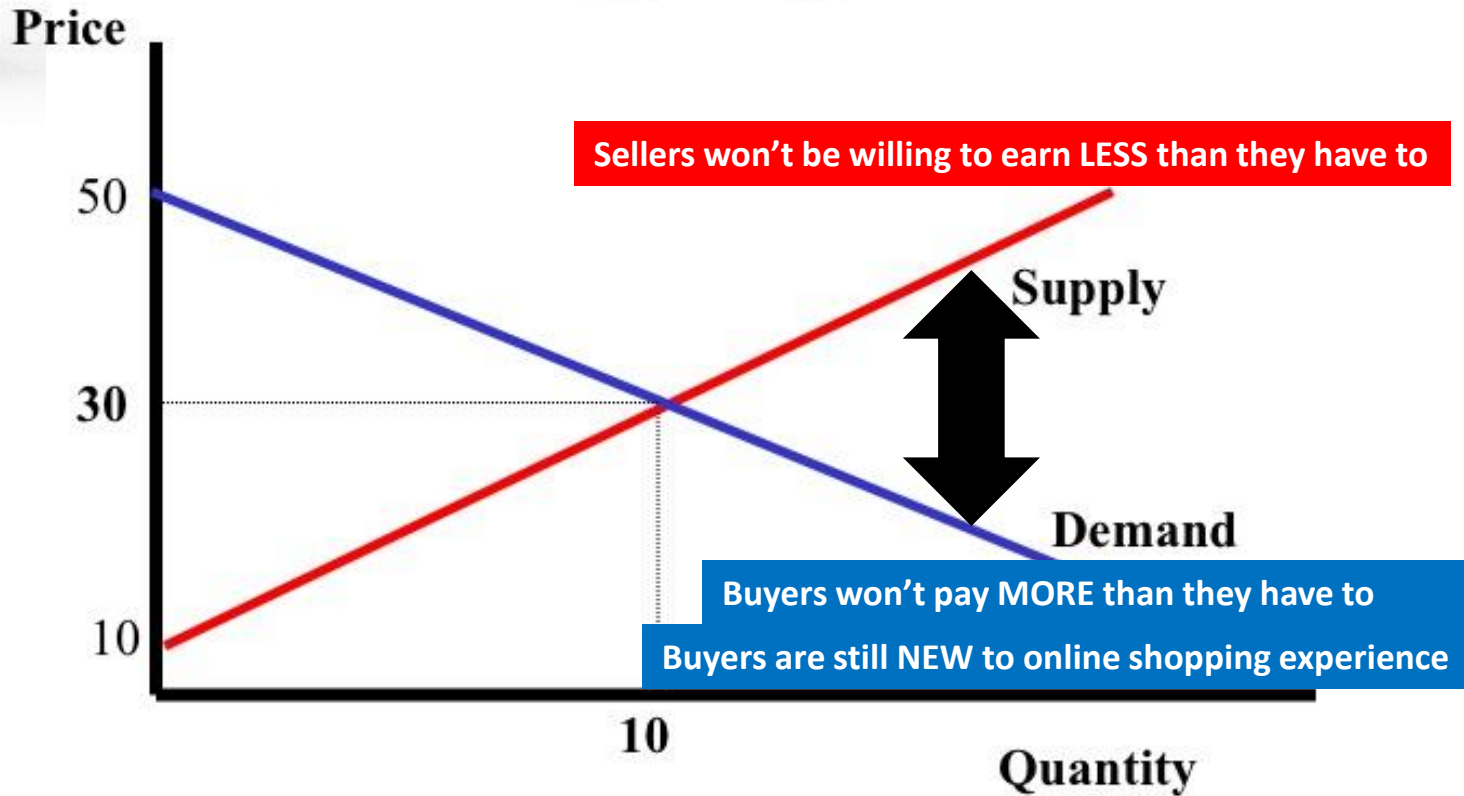 Price
Sellers won’t be willing to earn LESS than they have to
50
Supply
30
Demand
Buyers won’t pay MORE than they have to
10
Buyers are still NEW to online shopping experience
10
Quantity